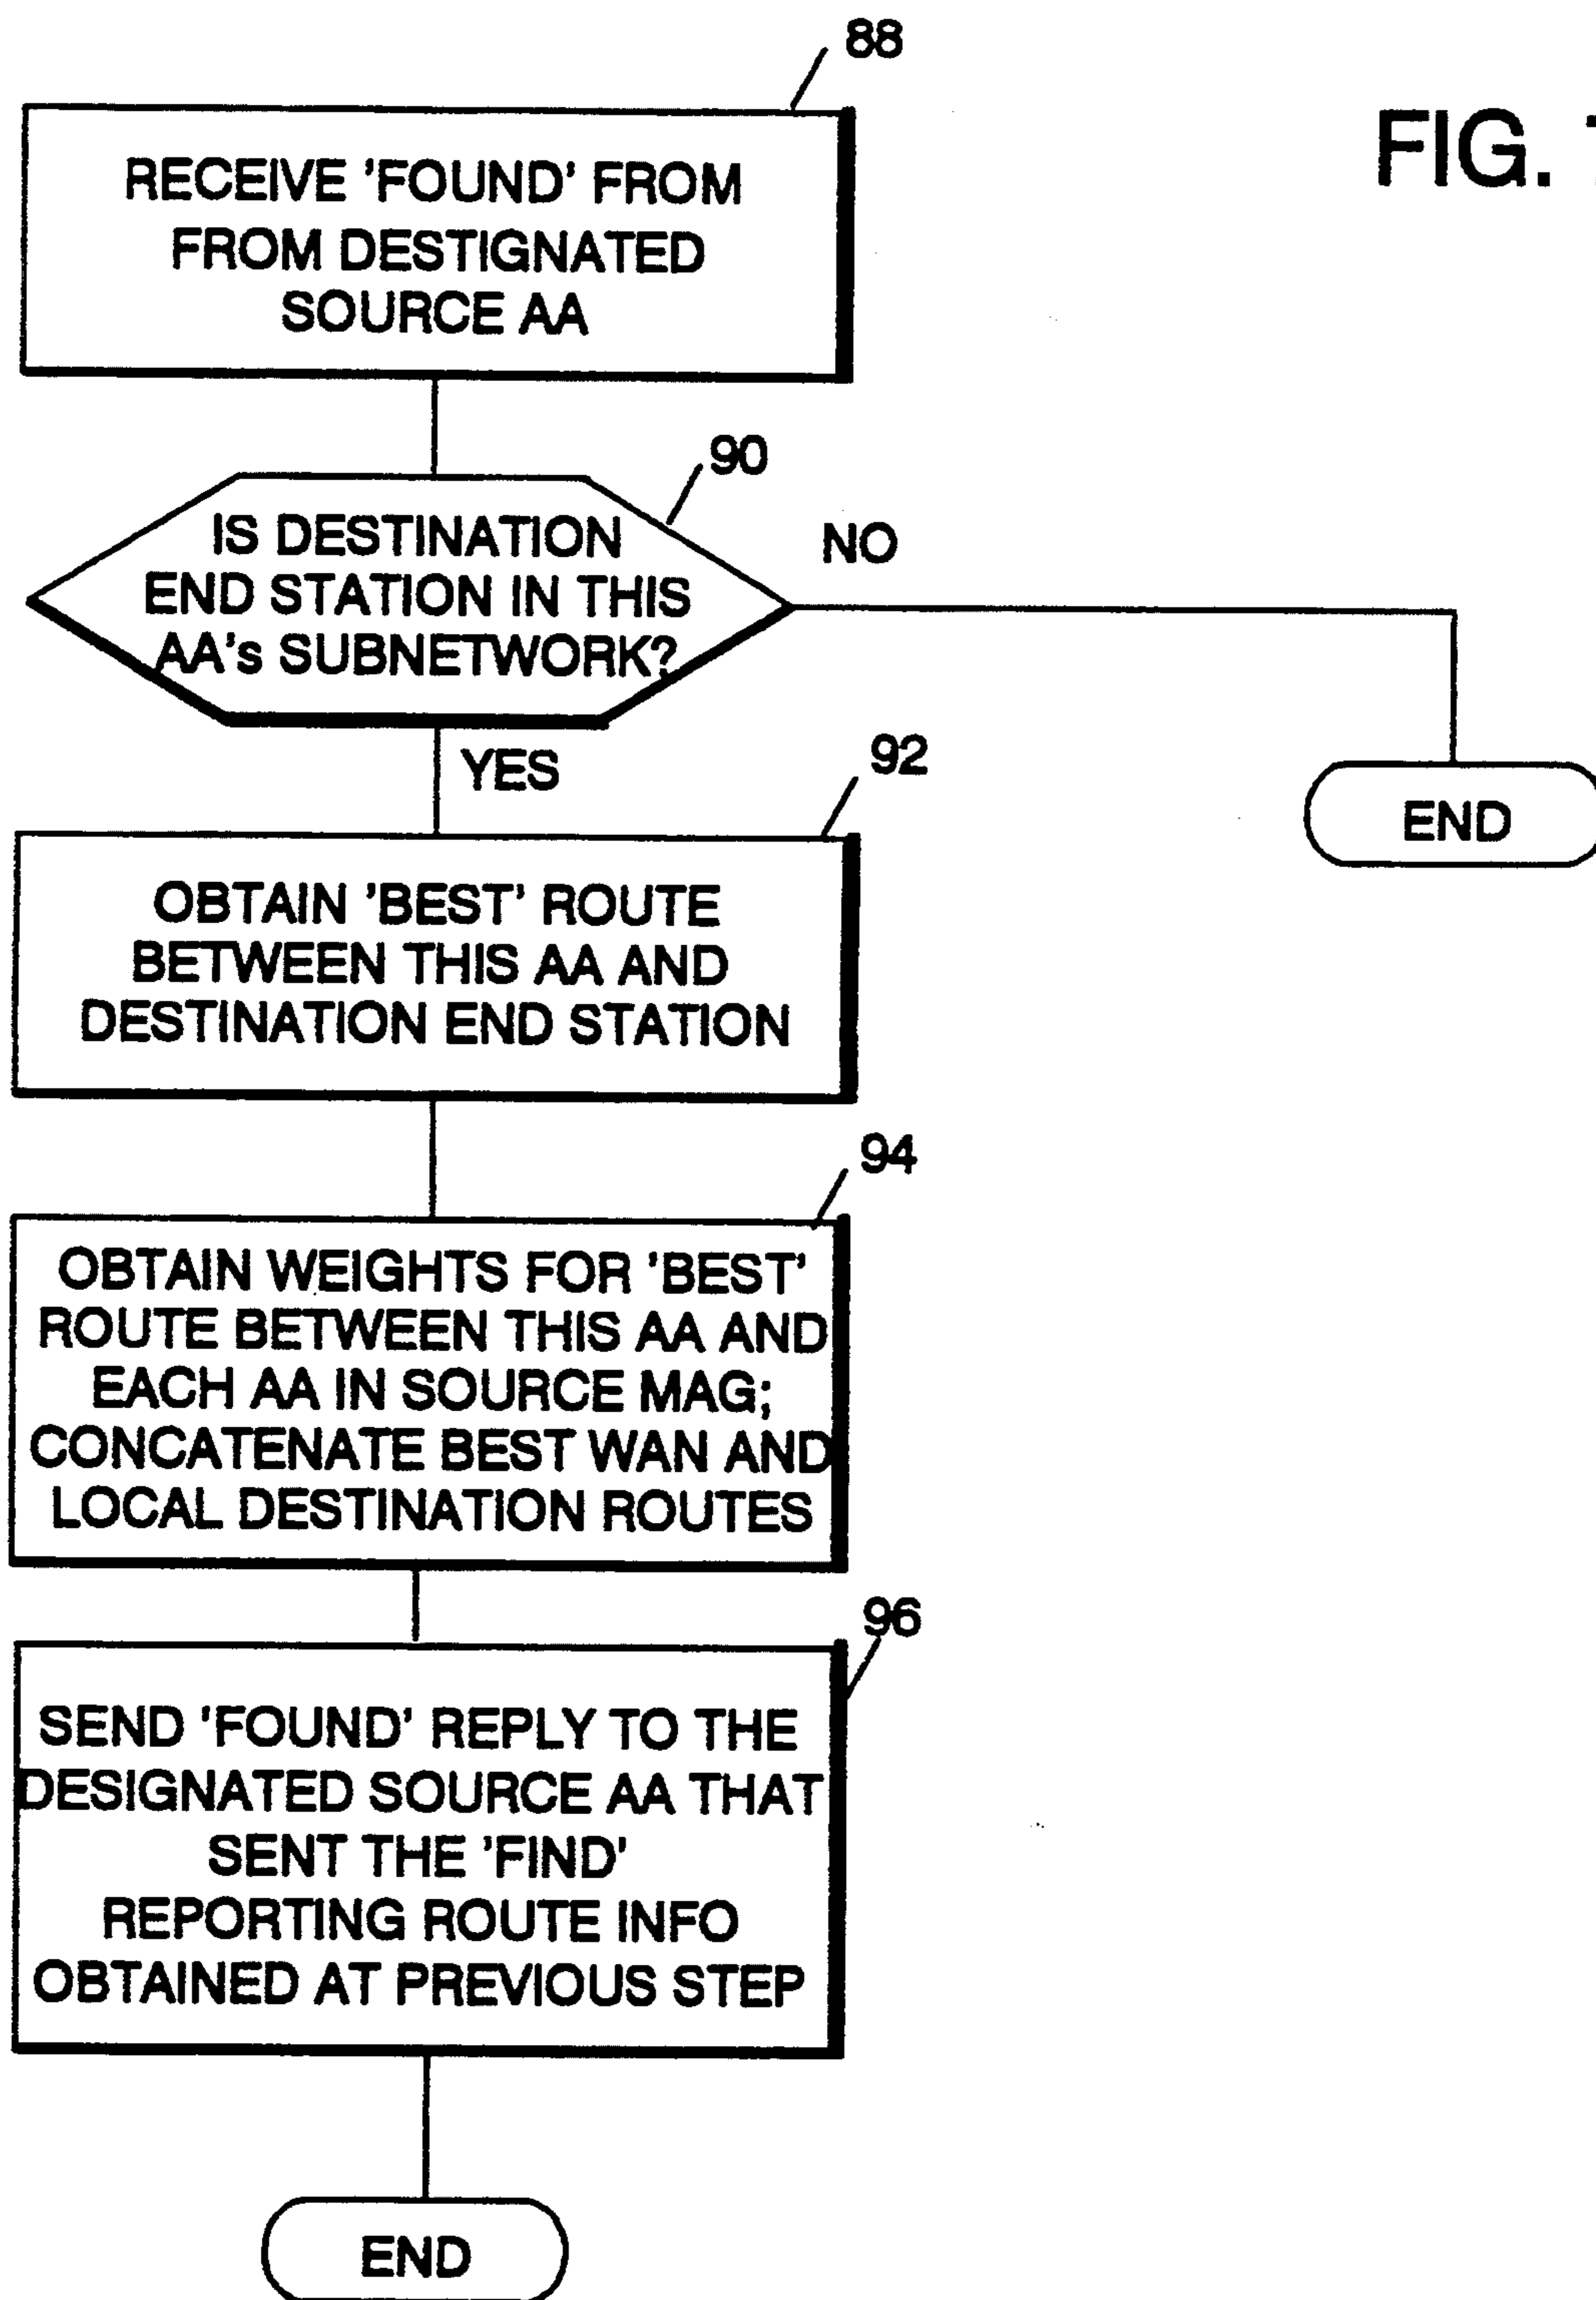 88
FIG.
RECEIVE 'FOUND' FROM
FROM DESTIGNATED
SOURCE AA
90
IS DESTINATION
END STATION IN THIS
AA's SUBNETWORK?
NO
YES
END
92
OBTAIN 'BEST' ROUTE
BETWEEN THIS AA AND
DESTINATION END STATION
94
OBTAIN WEIGHTS FOR 'BEST'
ROUTE BETWEEN THIS AA AND
EACH AA IN SOURCE MAG;
CONCATENATE BEST WAN AND
LOCAL DESTINATION ROUTES
96
SEND 'FOUND' REPLY TO THE
DESIGNATED SOURCE AA THAT
SENT THE 'FIND'
REPORTING ROUTE INFO
OBTAINED AT PREVIOUS STEP
END